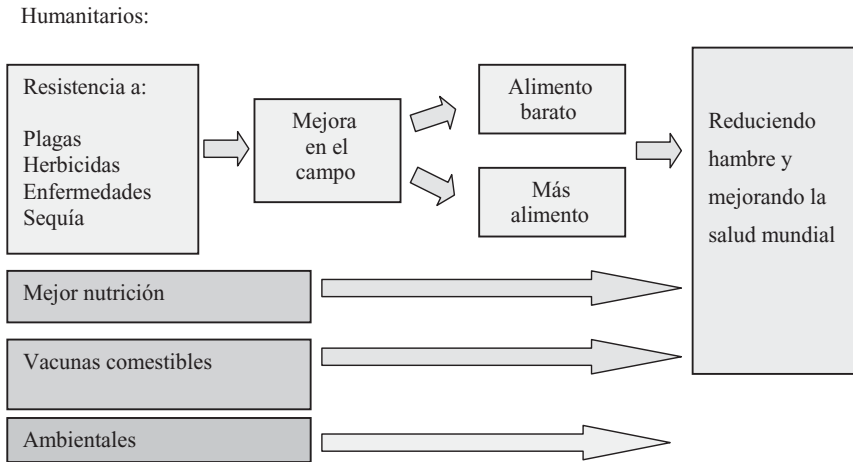 Humanitarios:
Resistencia a:
Plagas
Herbicidas
Enfermedades
Sequía
Mejora
en el
campo
Alimento
barato
Más
alimento
Reduciendo
hambre y
mejorando la
salud mundial
Mejor nutrición
Vacunas comestibles
Ambientales